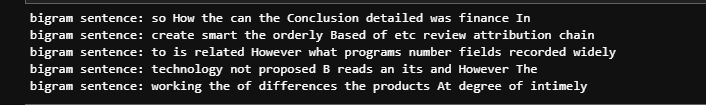 bigram sentence: so How the can the Conclusion detailed was finance In
bigram sentence: create smart the orderly Based of etc review attribution chain
bigram sentence: to is related However what programs number fields recorded widely
bigram sentence: technology not proposed B reads an its and However The
bigram sentence: working the of differences the products At degree of intimely